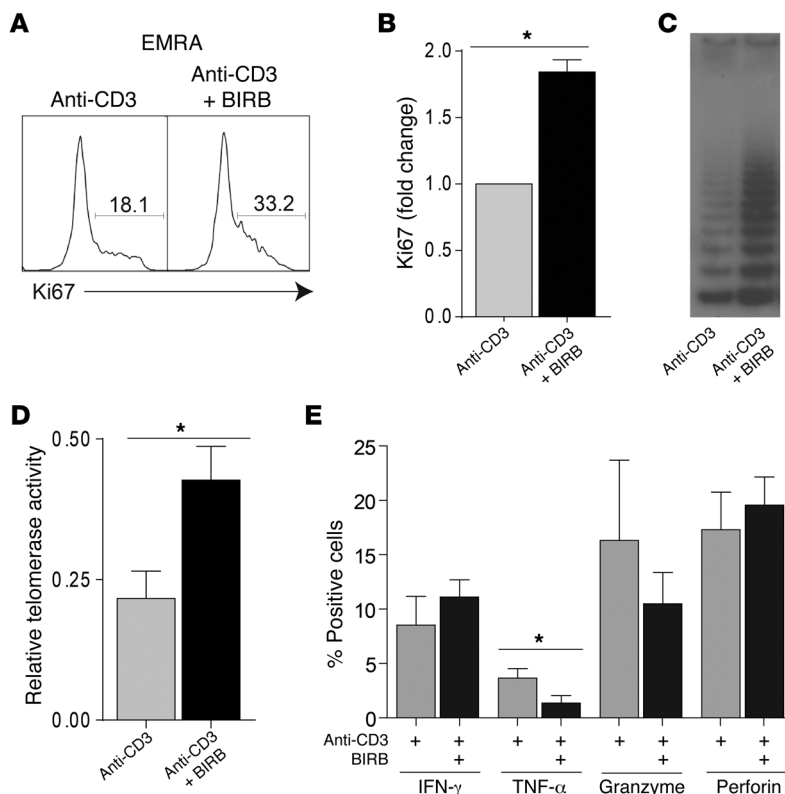 A
EMRA
Anti-CD3
Anti-CD3
+ BIRB
18.1
33.2
Ki67
B
*
2.0
1.5
1.0
0.5
0.0
Ki67 (fold change)
Anti-CD3
Anti-CD3
+ BIRB
C
Anti-CD3
Anti-CD3
+ BIRB
D
*
0.50
0.25
0.00
Relative telomerase activity
Anti-CD3
Anti-CD3
+ BIRB
E
25
20
15
10
5
0
% Positive cells
*
Anti-CD3 + + + + + + + +
BIRB + + + +
IFN-γ TNF-α Granzyme Perforin